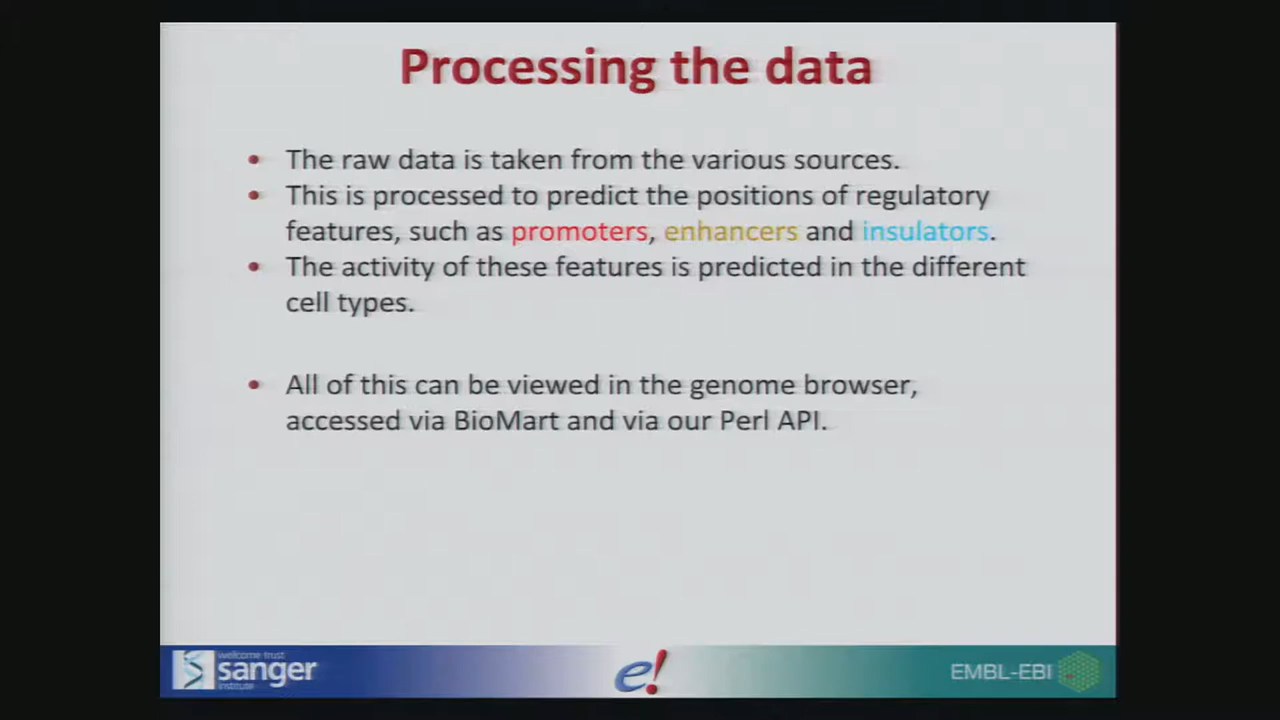 Processing the data
• The raw data is taken from the various sources.
• This is processed to predict the positions of regulatory
features, such as promoters, enhancers and insulators.
• The activity of these features is predicted in the different
cell types.
• All of this can be viewed in the genome browser,
accessed via BioMart and via our Perl API.
wellcome trust
sanger
institute
e!
EMBL-EBI